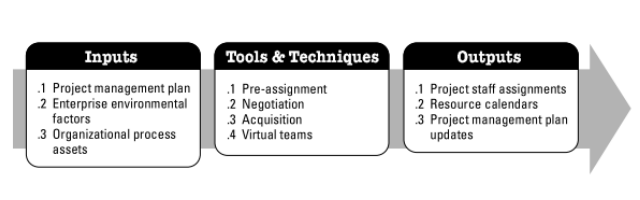 Inputs
.1 Project management plan
.2 Enterprise environmental
factors
.3 Organizational process
assets
Tools & Techniques
.1 Pre-assignment
.2 Negotiation
.3 Acquisition
.4 Virtual teams
Outputs
.1 Project staff assignments
.2 Resource calendars
.3 Project management plan
updates